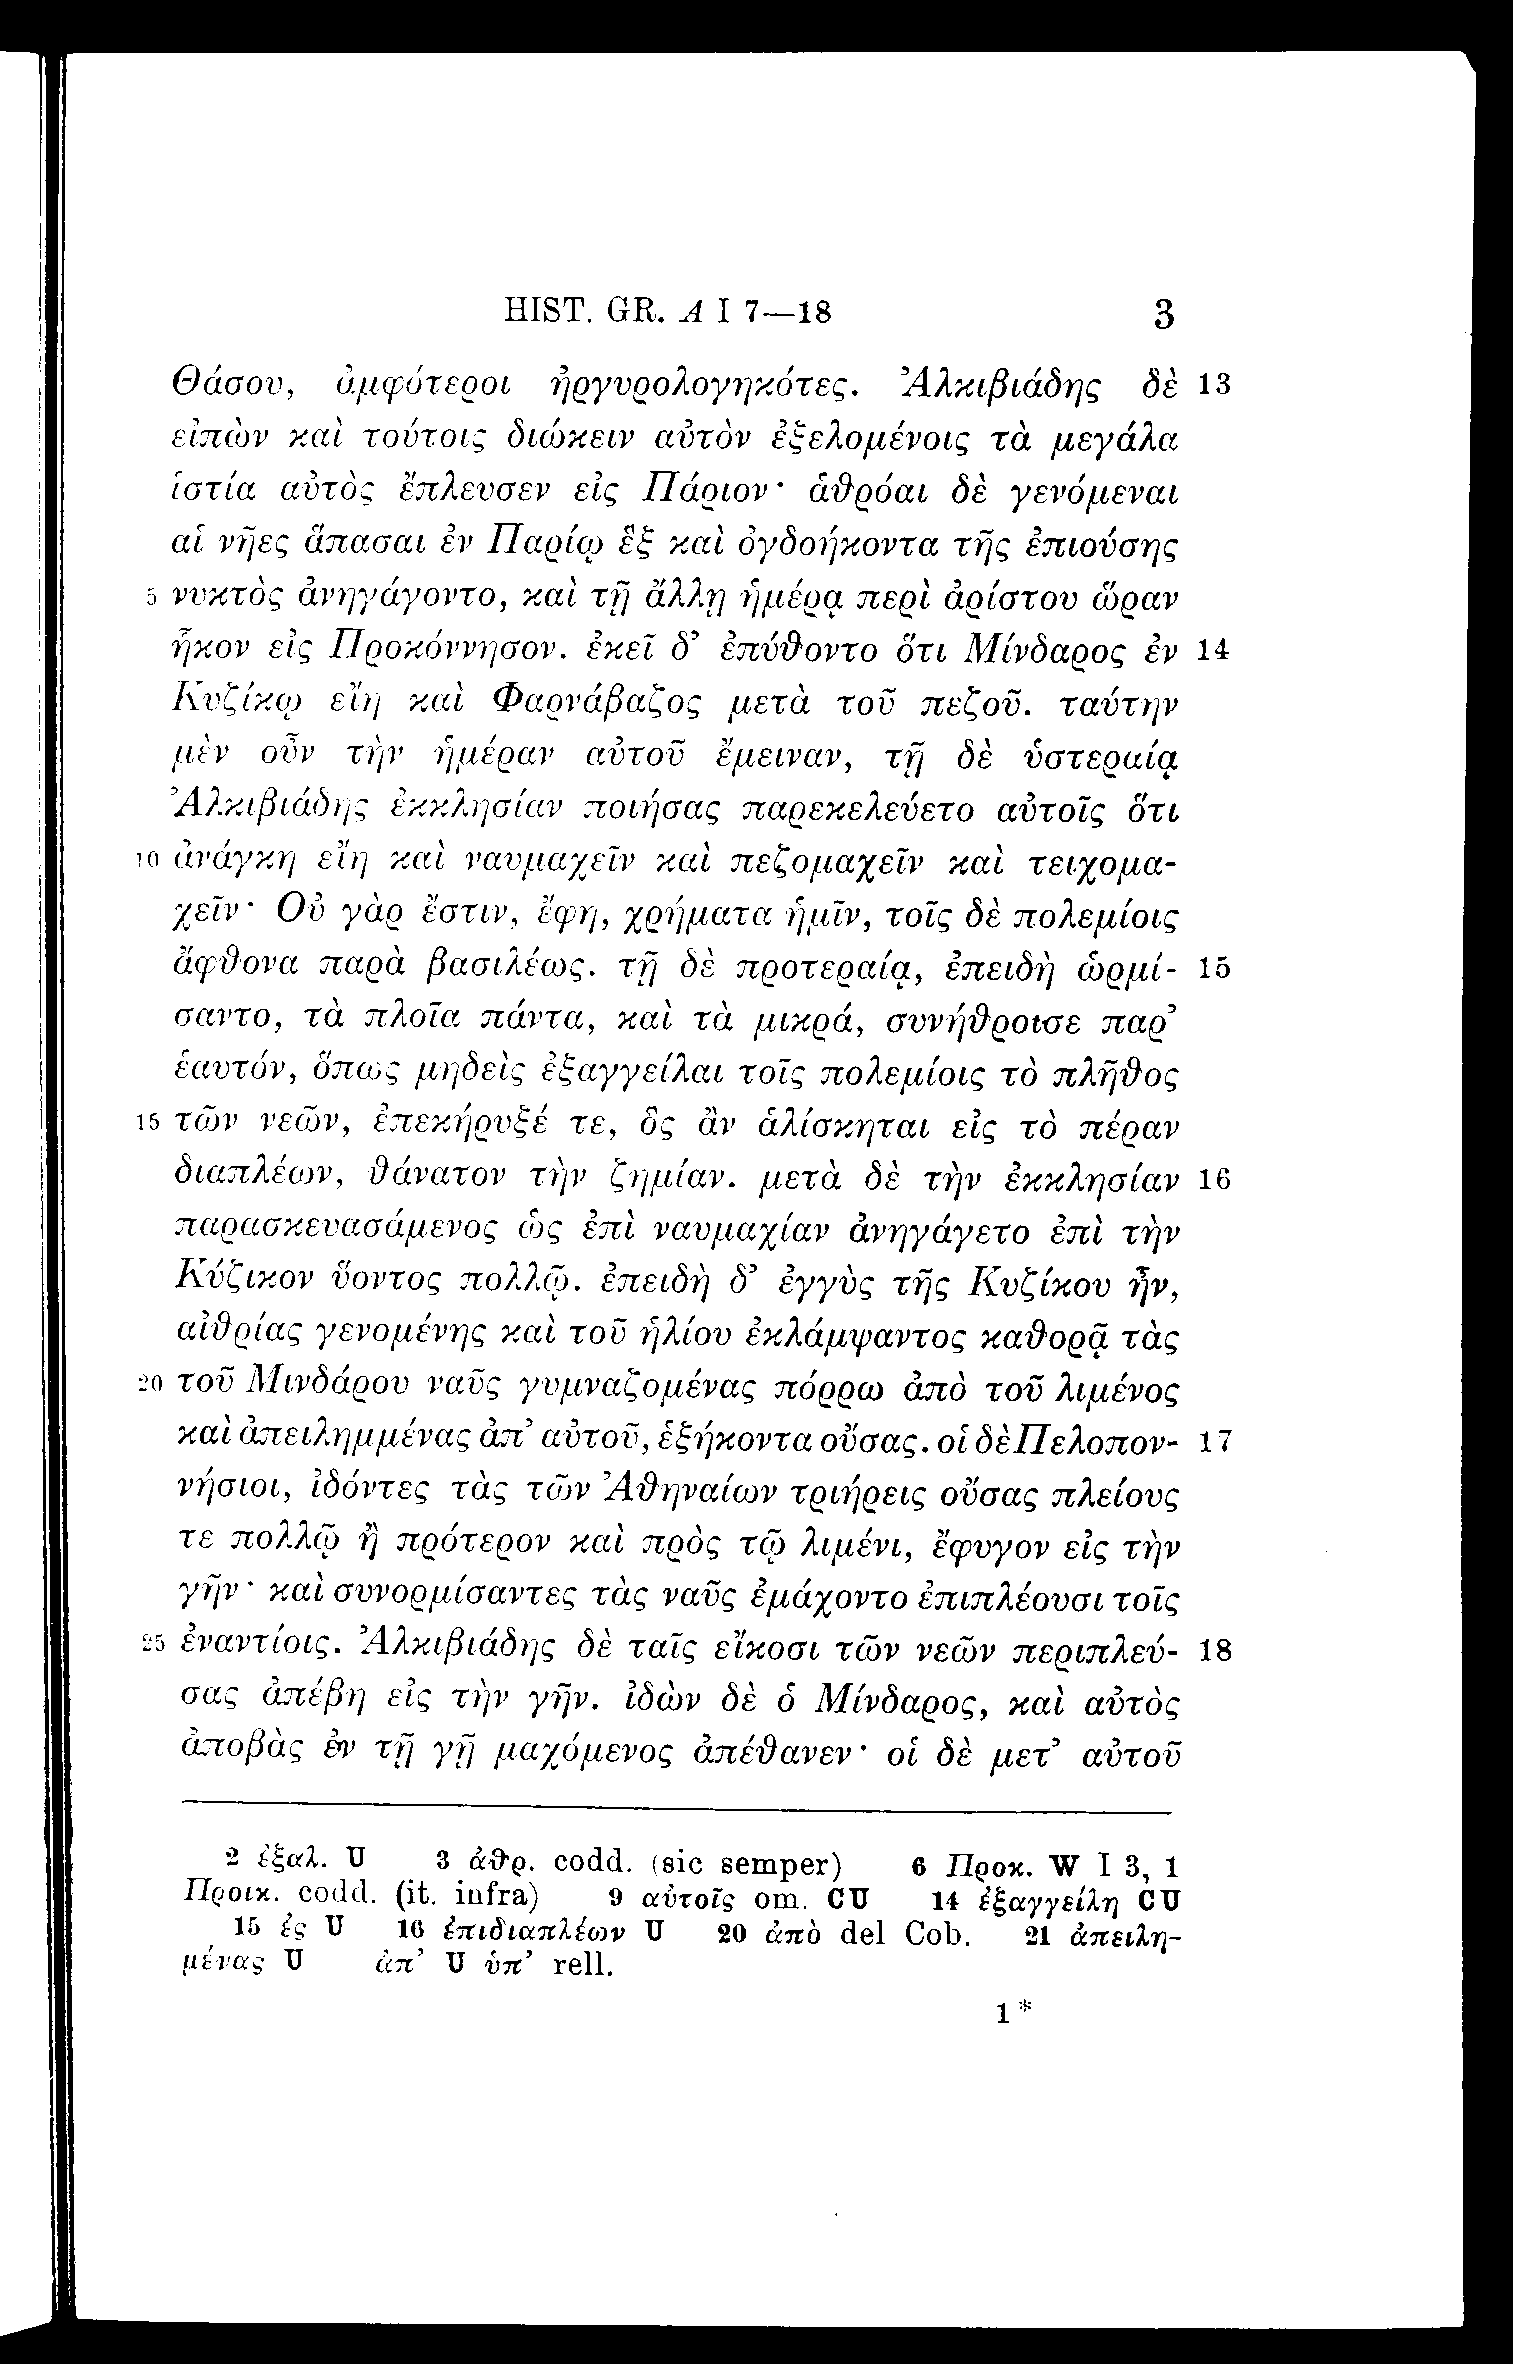 HIST. GR. Α I 7—18 3
Θάσου, ἀμφότεροι ἠργυρολογηκότες. Ἀλκιβιάδης δὲ 13
εἰπὼν καὶ τούτοις διώκειν αὐτὸν ἐξελομένοις τὰ μεγάλα
ἱστία αὐτὸς ἔπλευσεν εἰς Πάριον· ἁθρόαι δὲ γενόμεναι
αἱ νῆες ἅπασαι ἐν Παρίῳ ἓξ καὶ ὀγδοήκοντα τῆς ἐπιούσης
5 νυκτὸς ἀνηγάγοντο, καὶ τῇ ἄλλῃ ἡμέρᾳ περὶ ἀρίστου ὥραν
ἧκον εἰς Προκόννησον. ἐκεῖ δ’ ἐπύθοντο ὅτι Μίνδαρος ἐν 14
Κυζίκῳ εἴη καὶ Φαρνάβαζος μετὰ τοῦ πεζοῦ. ταύτην
μὲν οὖν τὴν ἡμέραν αὐτοῦ ἔμειναν, τῇ δὲ ὑστεραίᾳ
Ἀλκιβιάδης ἐκκλησίαν ποιήσας παρεκελεύετο αὐτοῖς ὅτι
10 ἀνάγκη εἴη καὶ ναυμαχεῖν καὶ πεζομαχεῖν καὶ τειχομα-
χεῖν· Οὐ γὰρ ἔστιν, ἔφη, χρήματα ἡμῖν, τοῖς δὲ πολεμίοις
ἄφθονα παρὰ βασιλέως. τῇ δὲ προτεραίᾳ, ἐπειδὴ ὡρμί- 15
σαντο, τὰ πλοῖα πάντα, καὶ τὰ μικρά, συνήθροισε παρ’
ἑαυτόν, ὅπως μηδεὶς ἐξαγγείλαι τοῖς πολεμίοις τὸ πλῆθος
15 τῶν νεῶν, ἐπεκήρυξέ τε, ὃς ἂν ἁλίσκηται εἰς τὸ πέραν
διαπλέων, θάνατον τὴν ζημίαν. μετὰ δὲ τὴν ἐκκλησίαν 16
παρασκευασάμενος ὡς ἐπὶ ναυμαχίαν ἀνηγάγετο ἐπὶ τὴν
Κύζικον ὕοντος πολλῷ. ἐπειδὴ δ’ ἐγγὺς τῆς Κυζίκου ἦν,
αἰθρίας γενομένης καὶ τοῦ ἡλίου ἐκλάμψαντος καθορᾷ τὰς
20 τοῦ Μινδάρου ναῦς γυμναζομένας πόρρω ἀπὸ τοῦ λιμένος
καὶ ἀπειλημμένας ἀπ’ αὐτοῦ, ἑξήκοντα οὔσας. οἱ δὲ Πελοπον- 17
νήσιοι, ἰδόντες τὰς τῶν Ἀθηναίων τριήρεις οὔσας πλείους
τε πολλῷ ἢ πρότερον καὶ πρὸς τῷ λιμένι, ἔφυγον εἰς τὴν
γῆν· καὶ συνορμίσαντες τὰς ναῦς ἐμάχοντο ἐπιπλέουσι τοῖς
25 ἐναντίοις. Ἀλκιβιάδης δὲ ταῖς εἴκοσι τῶν νεῶν περιπλεύ- 18
σας ἀπέβη εἰς τὴν γῆν. ἰδὼν δὲ ὁ Μίνδαρος, καὶ αὐτὸς
ἀποβὰς ἐν τῇ γῇ μαχόμενος ἀπέθανεν· οἱ δὲ μετ’ αὐτοῦ
2 ἐξαλ. U 3 ἀθρ. codd. (sic semper) 6 Προκ. W I 3, 1
Προικ. codd. (it. infra) 9 αὐτοῖς om. CU 14 ἐξαγγείλῃ CU
15 ἐς U 16 ἐπιδιαπλέων U 20 ἀπὸ del Cob. 21 ἀπειλη-
μένας U ἀπ’ U ὑπ’ rell.
1*